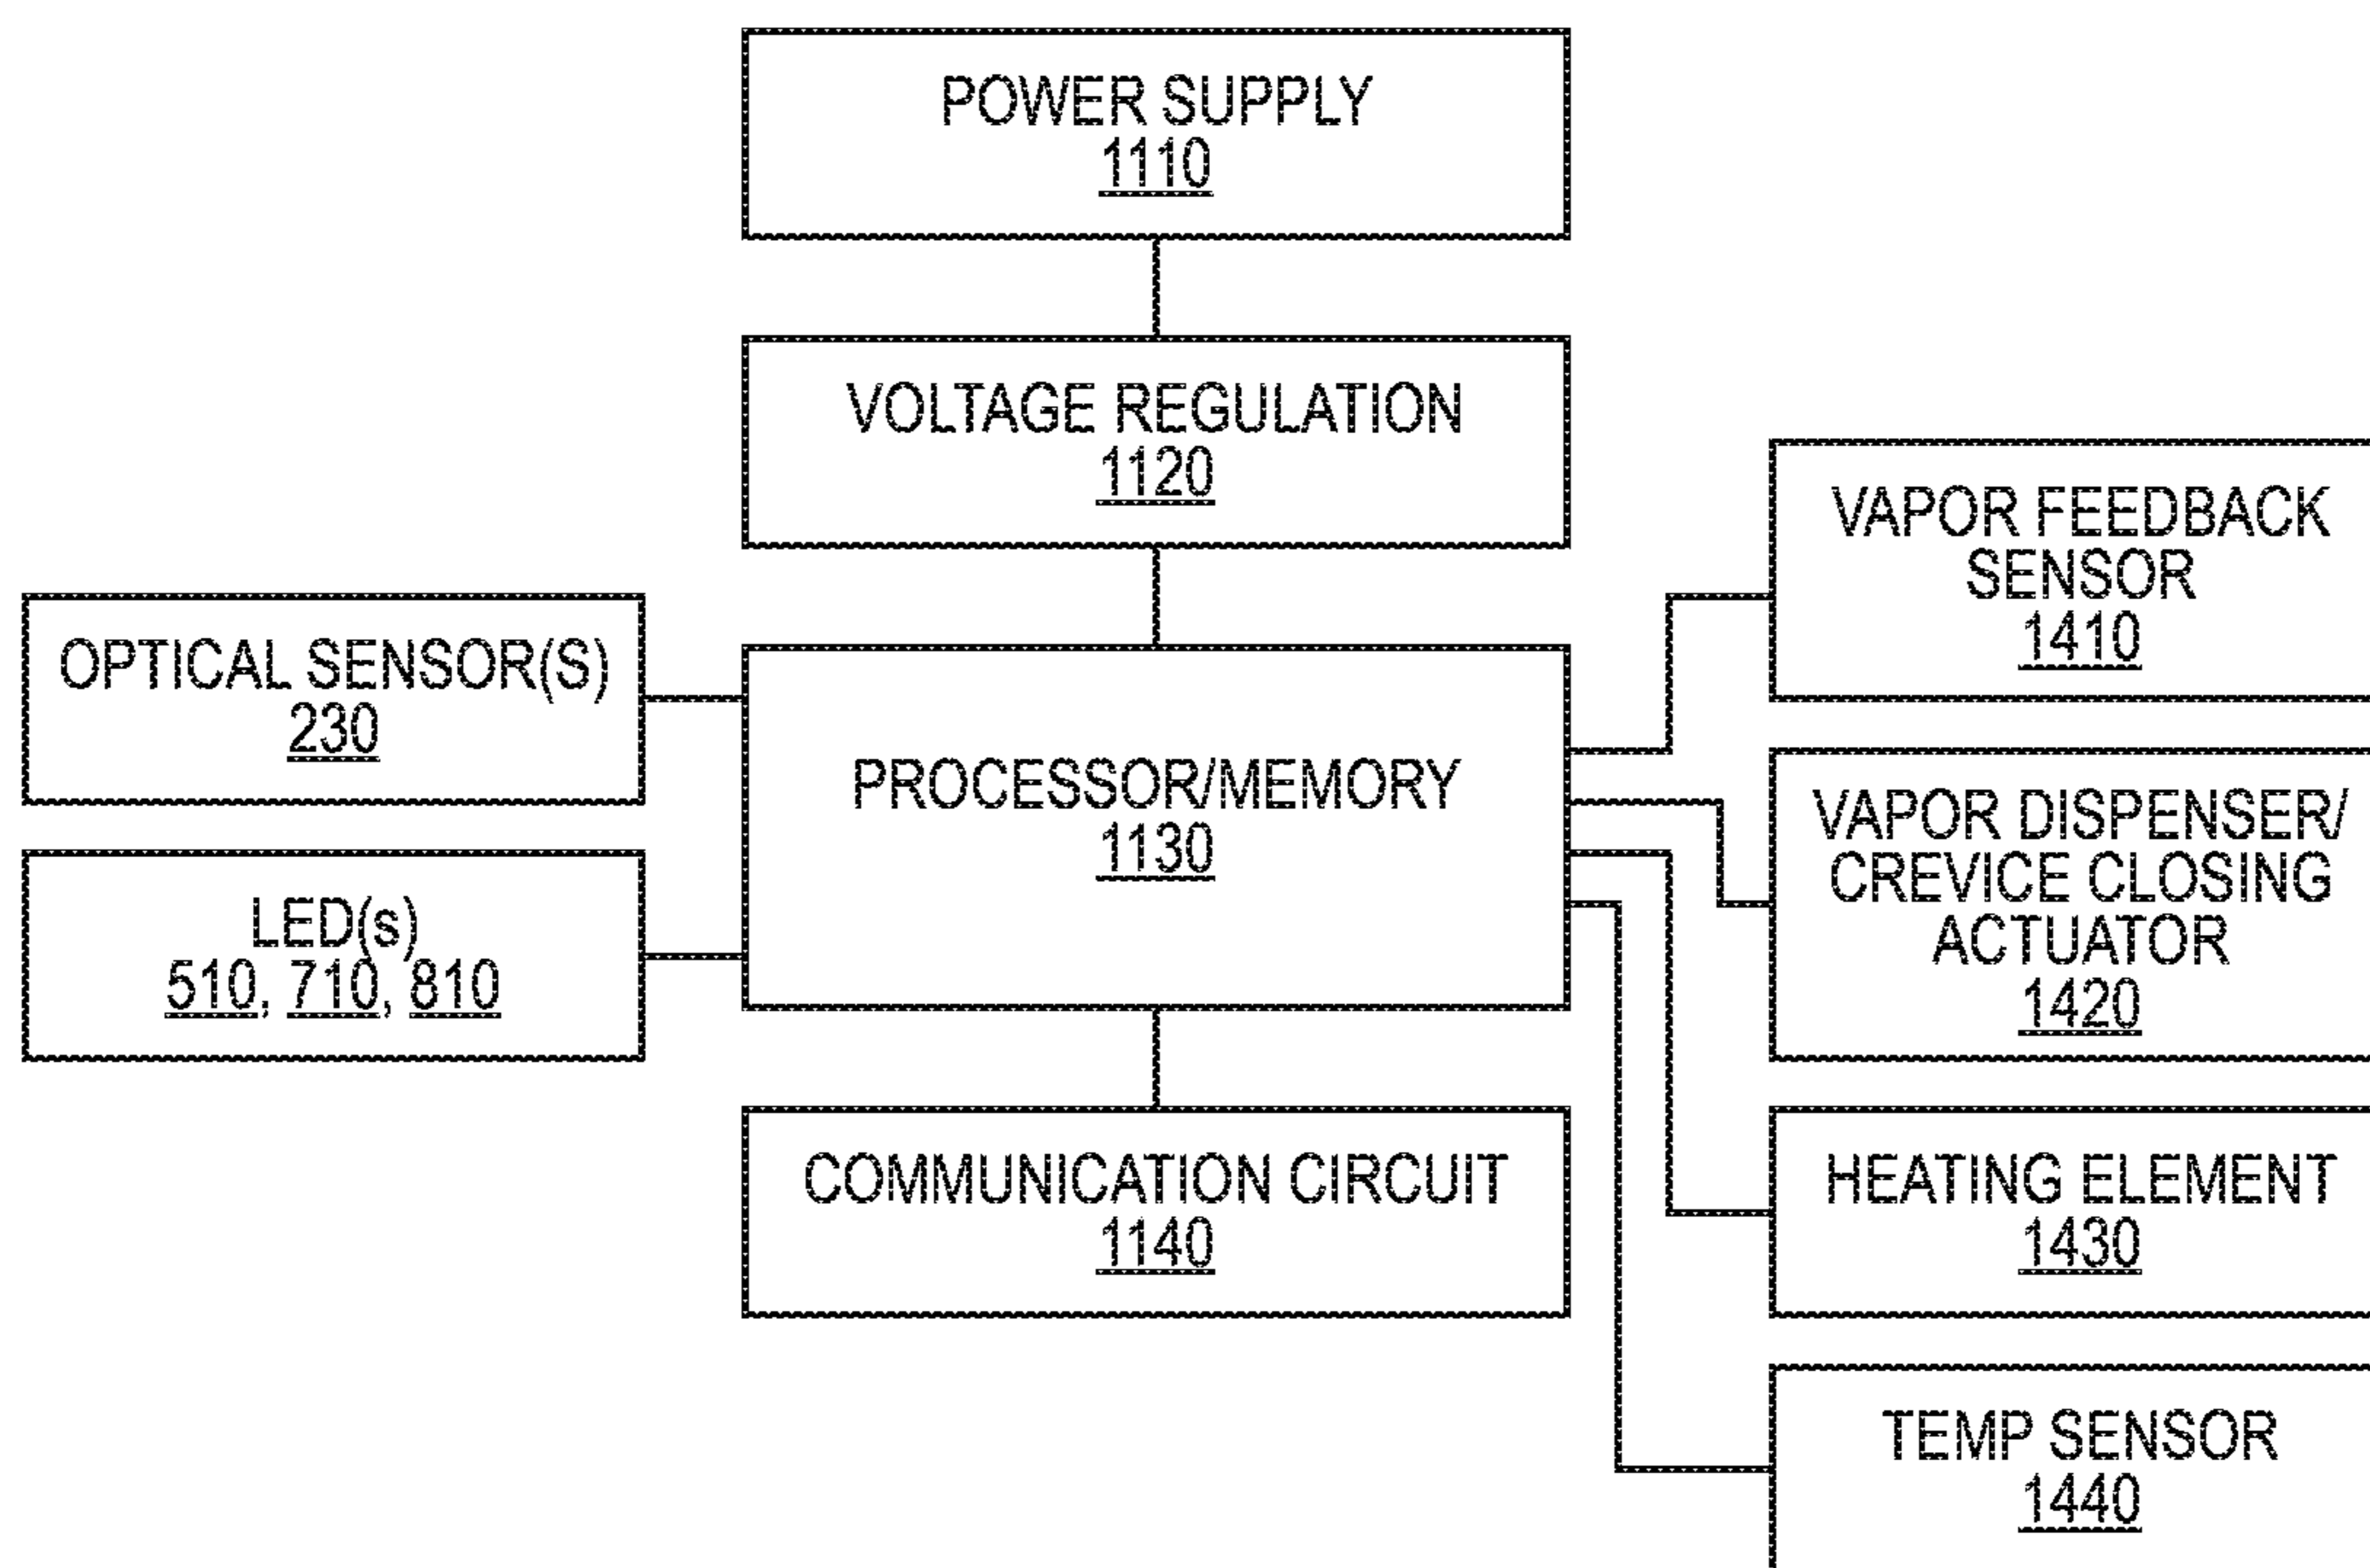 POWER SUPPLY
1110
VOLTAGE REGULATION
1120
OPTICAL SENSOR(S)
230
LED(s)
510, 710, 810
PROCESSOR/MEMORY
1130
COMMUNICATION CIRCUIT
1140
VAPOR FEEDBACK
SENSOR
1410
VAPOR DISPENSER/
CREVICE CLOSING
ACTUATOR
1420
HEATING ELEMENT
1430
TEMP SENSOR
1440